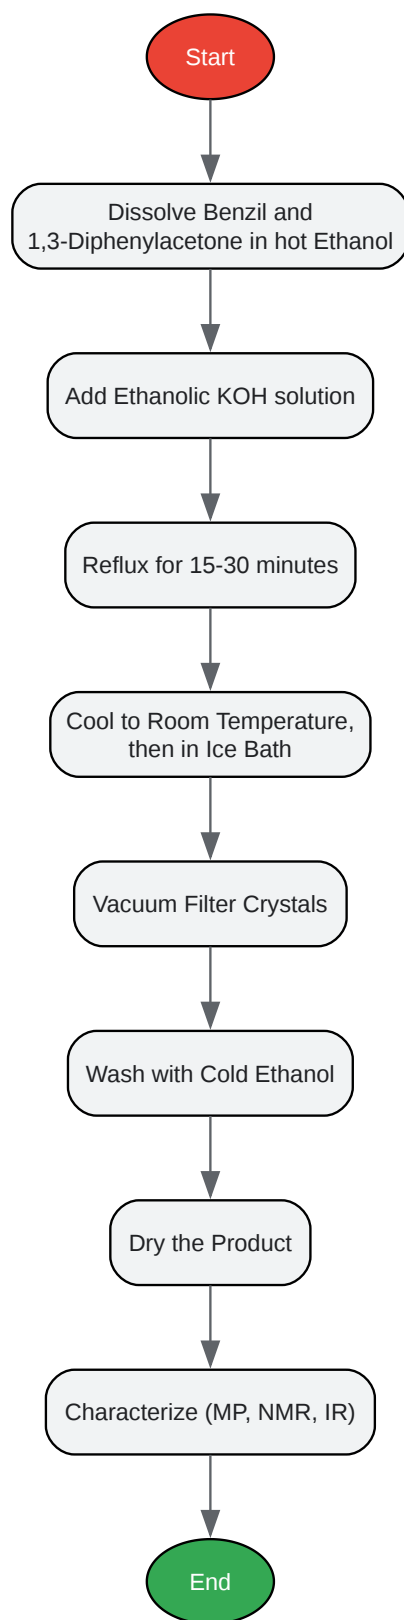 Start
Dissolve Benzil and
1,3-Diphenylacetone in hot Ethanol
Add Ethanolic KOH solution
Reflux for 15-30 minutes
Cool to Room Temperature,
then in Ice Bath
Vacuum Filter Crystals
Wash with Cold Ethanol
Dry the Product
Characterize (MP, NMR, IR)
End